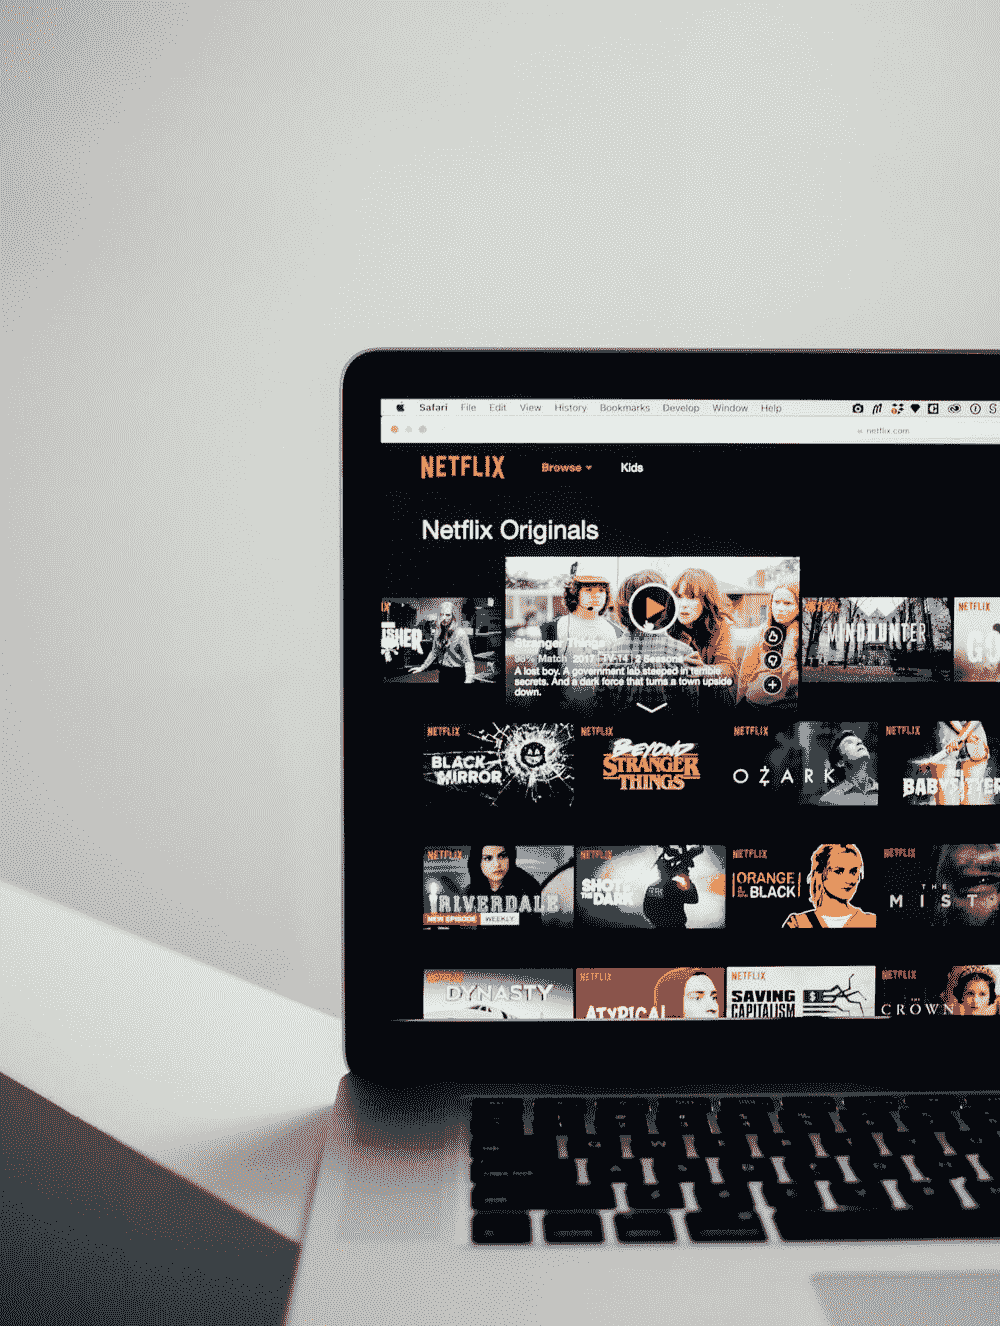 Safari File Edit View History Bookmarks Develop Window Help
netflix.com
NETFLIX Browse Kids
Netflix Originals
Stranger Things
98% Match 2017 TV-14 2 Seasons
A lost boy. A government lab steeped in terrible
secrets. And a dark force that turns a town upside
down.
MINDHUNTER
NETFLIX
NETFLIX
BLACK
MIRROR
NETFLIX
BEYOND
STRANGER
THINGS
NETFLIX
OZARK
NETFLIX
BABYSITTER
NETFLIX
RIVERDALE
NEW EPISODE WEEKLY
NETFLIX
SHOT
IN THE
DARK
NETFLIX
ORANGE
IS THE NEW
BLACK
NETFLIX
THE
MIST
DYNASTY
NETFLIX
ATYPICAL
NETFLIX
SAVING
CAPITALISM
NETFLIX
THE
CROWN